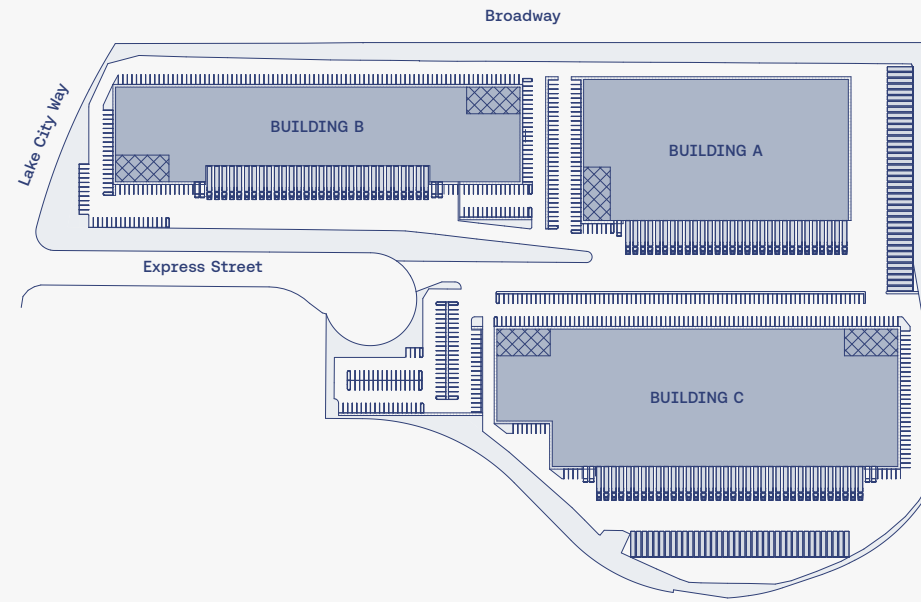 Broadway
Lake City Way
BUILDING B
BUILDING A
Express Street
BUILDING C